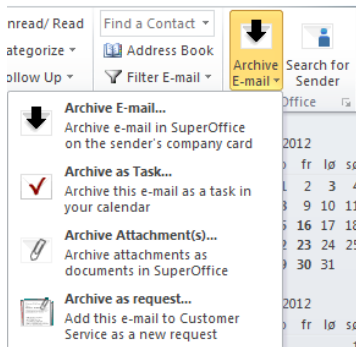 nread/ Read
Find a Contact
ategorize
Address Book
ollow Up
Filter E-mail
Archive
E-mail
Search for
Sender
Office
Archive E-mail...
Archive e-mail in SuperOffice
on the sender's company card
Archive as Task...
Archive this e-mail as a task in
your calendar
Archive Attachment(s)...
Archive attachments as
documents in SuperOffice
Archive as request...
Add this e-mail to Customer
Service as a new request
2012
fr lø sø
2 3 4
9 10 11
16 17 18
23 24 25
30 31
2012
fr lø sø